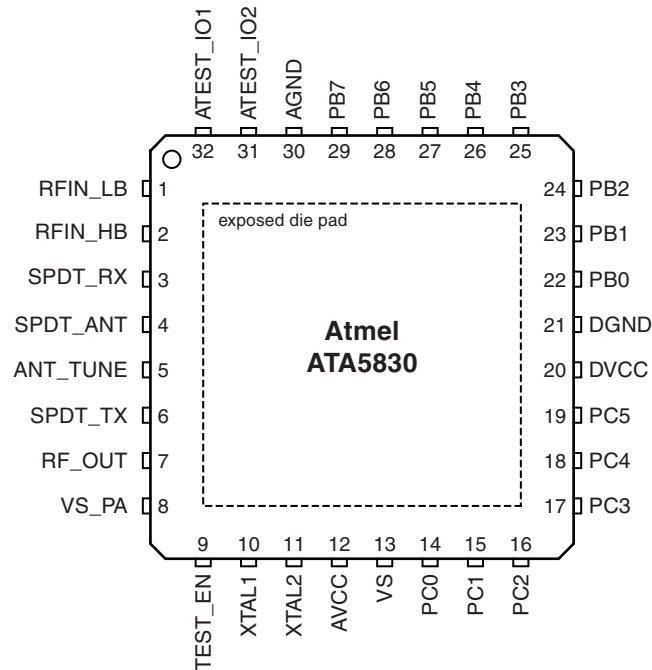 ATEST_IO1
ATEST_IO2
AGND
PB7
PB6
PB5
PB4
PB3
32 31 30 29 28 27 26 25
RFIN_LB 1
RFIN_HB 2
SPDT_RX 3
SPDT_ANT 4
ANT_TUNE 5
SPDT_TX 6
RF_OUT 7
VS_PA 8
exposed die pad
Atmel
ATA5830
24 PB2
23 PB1
22 PB0
21 DGND
20 DVCC
19 PC5
18 PC4
17 PC3
9 10 11 12 13 14 15 16
TEST_EN
XTAL1
XTAL2
AVCC
VS
PC0
PC1
PC2